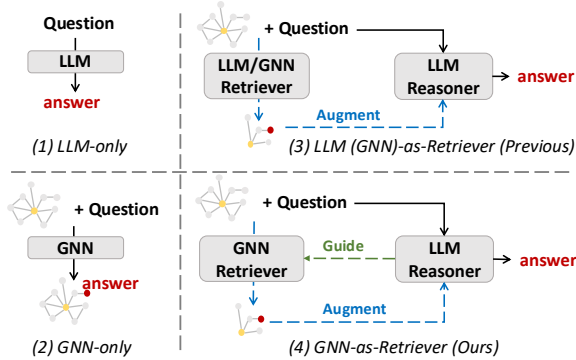 Question
LLM
answer
(1) LLM-only
+ Question
LLM/GNN
Retriever
LLM
Reasoner
answer
Augment
(3) LLM (GNN)-as-Retriever (Previous)
+ Question
GNN
answer
(2) GNN-only
+ Question
GNN
Retriever
Guide
LLM
Reasoner
answer
Augment
(4) GNN-as-Retriever (Ours)